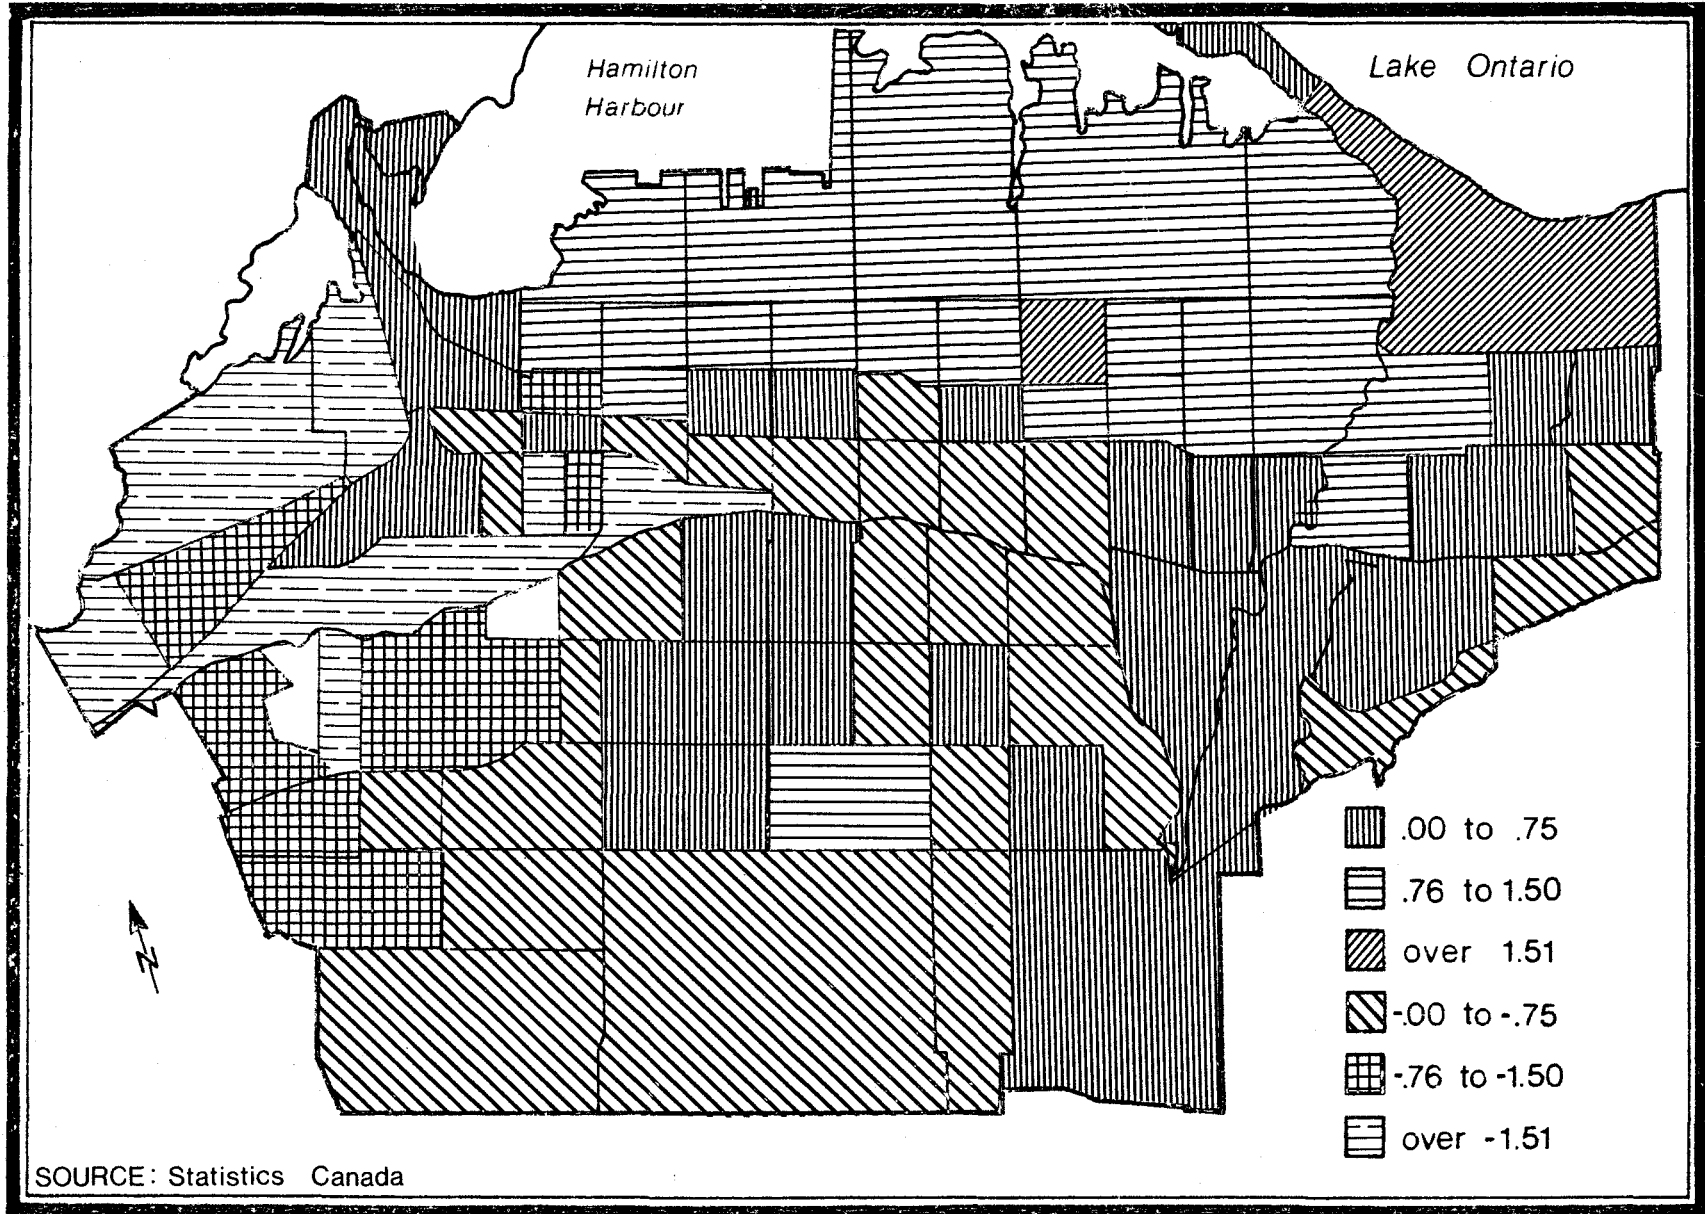 Hamilton
Harbour
Lake Ontario
.00 to .75
.76 to 1.50
over 1.51
-.00 to -.75
-.76 to -1.50
over -1.51
N
SOURCE: Statistics Canada